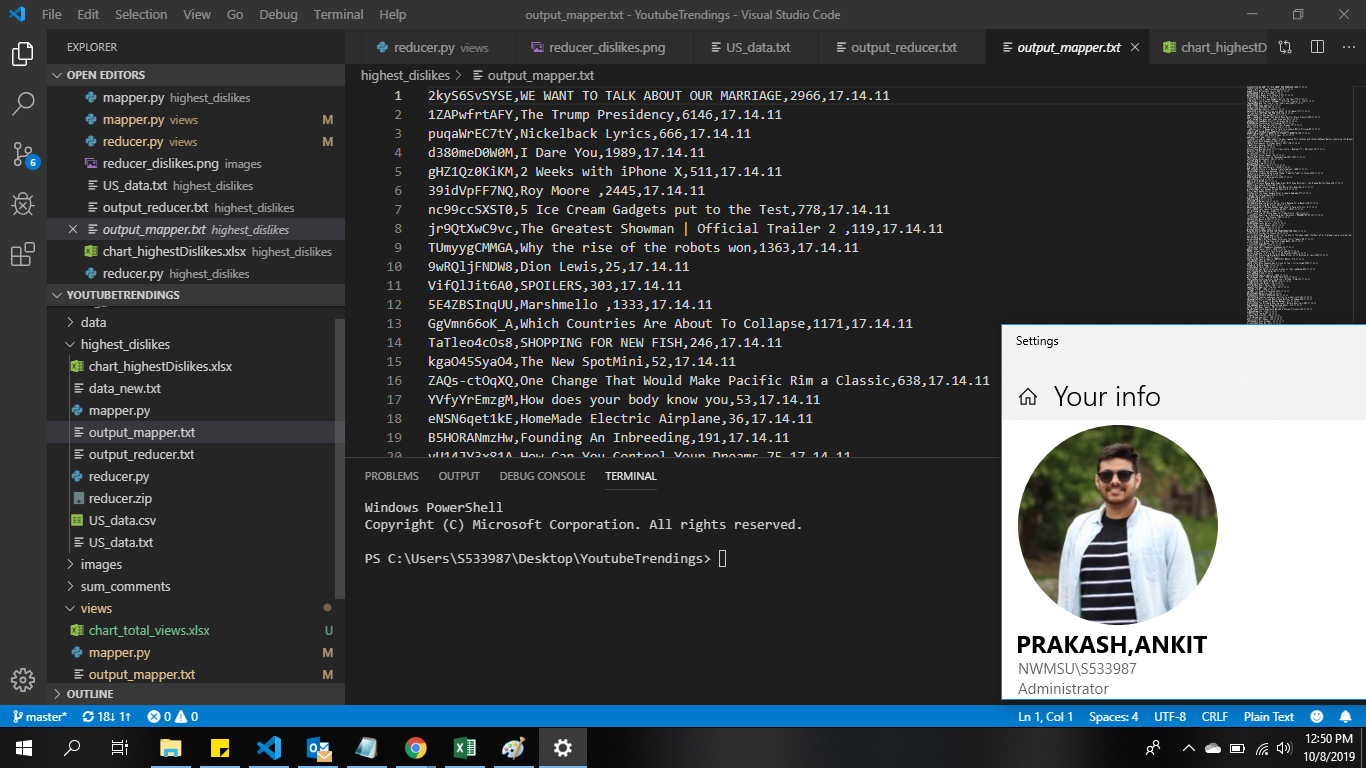 File Edit Selection View Go Debug Terminal Help
output_mapper.txt - YoutubeTrendings - Visual Studio Code
EXPLORER
OPEN EDITORS
mapper.py highest_dislikes
mapper.py views M
reducer.py views M
reducer_dislikes.png images
US_data.txt highest_dislikes
output_reducer.txt highest_dislikes
output_mapper.txt highest_dislikes
chart_highestDislikes.xlsx highest_dislikes
reducer.py highest_dislikes
YOUTUBETRENDINGS
data
highest_dislikes
chart_highestDislikes.xlsx
data_new.txt
mapper.py
output_mapper.txt
output_reducer.txt
reducer.py
reducer.zip
US_data.csv
US_data.txt
images
sum_comments
views
chart_total_views.xlsx U
mapper.py M
output_mapper.txt M
OUTLINE
6
reducer.py views
reducer_dislikes.png
US_data.txt
output_reducer.txt
output_mapper.txt
chart_highestD
highest_dislikes > output_mapper.txt
1 2kyS6SvSYSE,WE WANT TO TALK ABOUT OUR MARRIAGE,2966,17.14.11
2 1ZAPwfrtAFY,The Trump Presidency,6146,17.14.11
3 puqaWrEC7tY,Nickelback Lyrics,666,17.14.11
4 d380meD0W0M,I Dare You,1989,17.14.11
5 gHZ1Qz0KiKM,2 Weeks with iPhone X,511,17.14.11
6 39idVpFF7NQ,Roy Moore ,2445,17.14.11
7 nc99ccSXST0,5 Ice Cream Gadgets put to the Test,778,17.14.11
8 jr9QtXwC9vc,The Greatest Showman | Official Trailer 2 ,119,17.14.11
9 TUmyygCMMGA,Why the rise of the robots won,1363,17.14.11
10 9wRQljFNDW8,Dion Lewis,25,17.14.11
11 VifQlJit6A0,SPOILERS,303,17.14.11
12 5E4ZBSInqUU,Marshmello ,1333,17.14.11
13 GgVmn66oK_A,Which Countries Are About To Collapse,1171,17.14.11
14 TaTleo4cOs8,SHOPPING FOR NEW FISH,246,17.14.11
15 kgaO45SyaO4,The New SpotMini,52,17.14.11
16 ZAQs-ctOqXQ,One Change That Would Make Pacific Rim a Classic,638,17.14.11
17 YVfyYrEmzgM,How does your body know you,53,17.14.11
18 eNSN6qet1kE,HomeMade Electric Airplane,36,17.14.11
19 B5HORANmzHw,Founding An Inbreeding,191,17.14.11
20 yU14JY3x81A,How Can You Control Your Dreams,75,17.14.11
PROBLEMS OUTPUT DEBUG CONSOLE TERMINAL
Windows PowerShell
Copyright (C) Microsoft Corporation. All rights reserved.
PS C:\Users\S533987\Desktop\YoutubeTrendings>
Settings
Your info
PRAKASH,ANKIT
NWMSU\S533987
Administrator
master* 18↓ 1↑ 0 0
Ln 1, Col 1 Spaces: 4 UTF-8 CRLF Plain Text
12:50 PM
10/8/2019